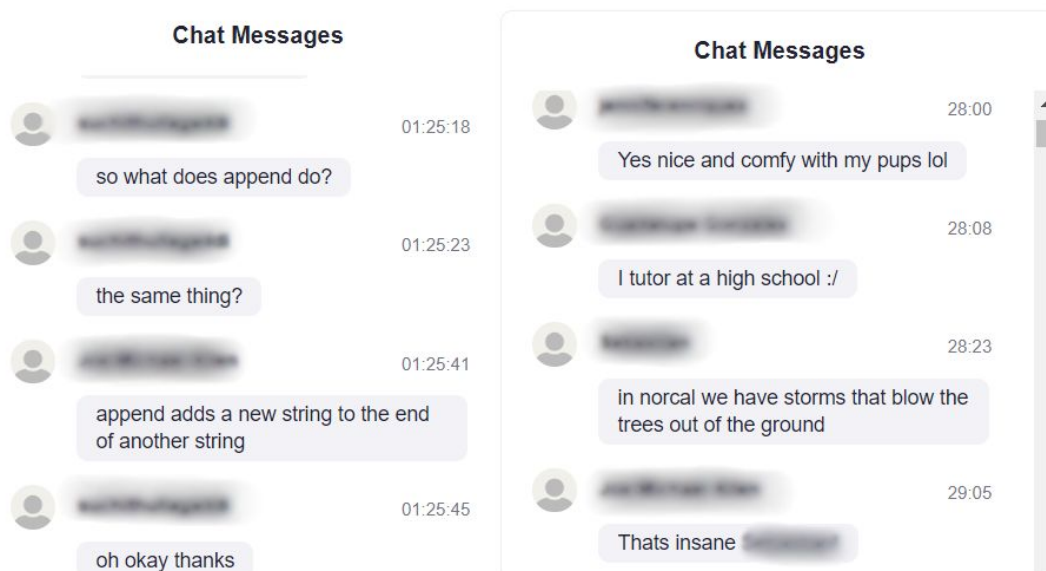 Chat Messages
01:25:18
so what does append do?
01:25:23
the same thing?
01:25:41
append adds a new string to the end
of another string
01:25:45
oh okay thanks
Chat Messages
28:00
Yes nice and comfy with my pups lol
28:08
I tutor at a high school :/
28:23
in norcal we have storms that blow the
trees out of the ground
29:05
Thats insane